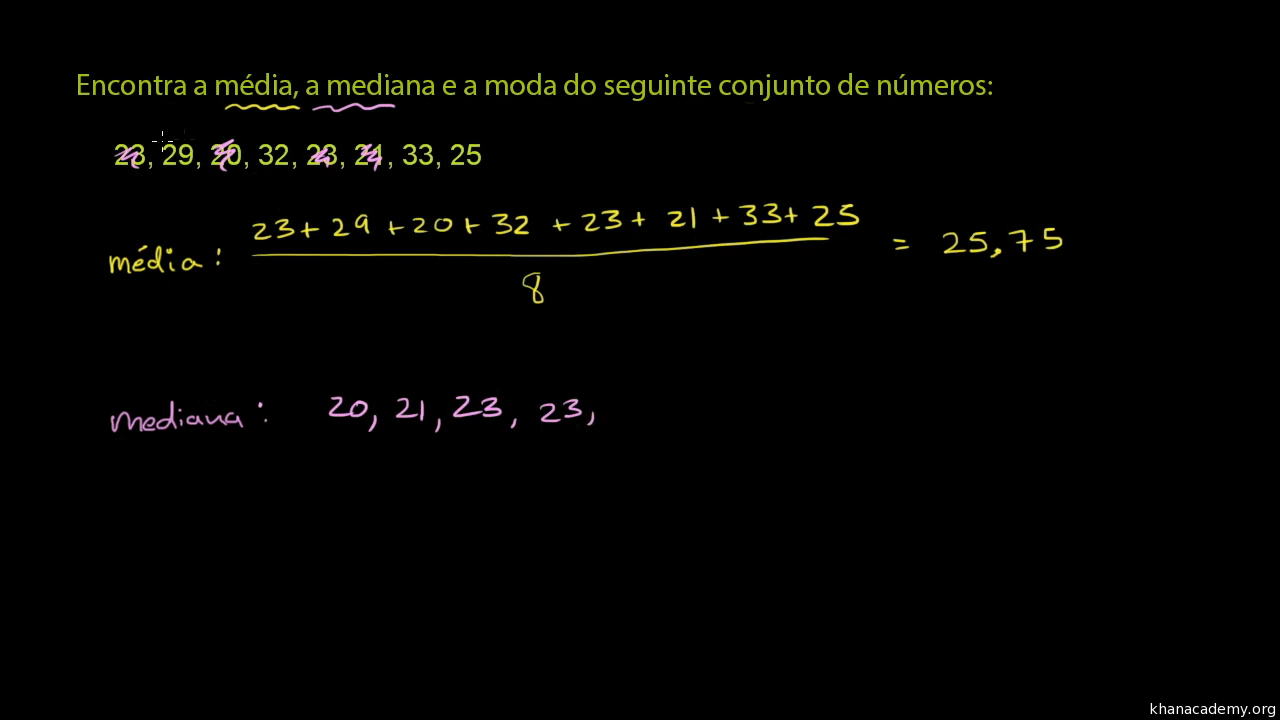 Encontra a média, a mediana e a moda do seguinte conjunto de números:
23, 29, 20, 32, 23, 21, 33, 25
23 + 29 + 20 + 32 + 23 + 21 + 33 + 25
média : = 25,75
8
mediana : 20, 21, 23, 23,
khanacademy.org